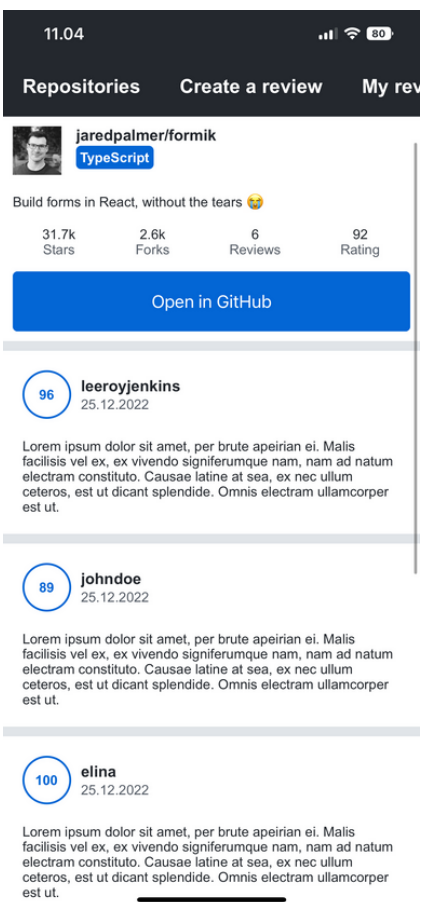 11.04
80
Repositories Create a review My rev
jaredpalmer/formik
TypeScript
Build forms in React, without the tears 😭
31.7k 2.6k 6 92
Stars Forks Reviews Rating
Open in GitHub
96
leeroyjenkins
25.12.2022
Lorem ipsum dolor sit amet, per brute apeirian ei. Malis
facilisis vel ex, ex vivendo signiferumque nam, nam ad natum
electram constituto. Causae latine at sea, ex nec ullum
ceteros, est ut dicant splendide. Omnis electram ullamcorper
est ut.
89
johndoe
25.12.2022
Lorem ipsum dolor sit amet, per brute apeirian ei. Malis
facilisis vel ex, ex vivendo signiferumque nam, nam ad natum
electram constituto. Causae latine at sea, ex nec ullum
ceteros, est ut dicant splendide. Omnis electram ullamcorper
est ut.
100
elina
25.12.2022
Lorem ipsum dolor sit amet, per brute apeirian ei. Malis
facilisis vel ex, ex vivendo signiferumque nam, nam ad natum
electram constituto. Causae latine at sea, ex nec ullum
ceteros, est ut dicant splendide. Omnis electram ullamcorper
est ut.